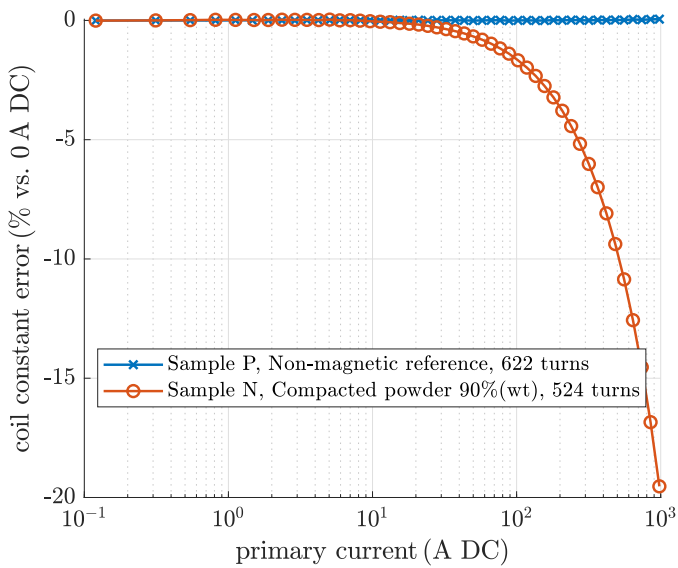 coil constant error (% vs. 0 A DC)
0
-5
-10
-15
-20
Sample P, Non-magnetic reference, 622 turns
Sample N, Compacted powder 90%(wt), 524 turns
10⁻¹ 10⁰ 10¹ 10² 10³
primary current (A DC)